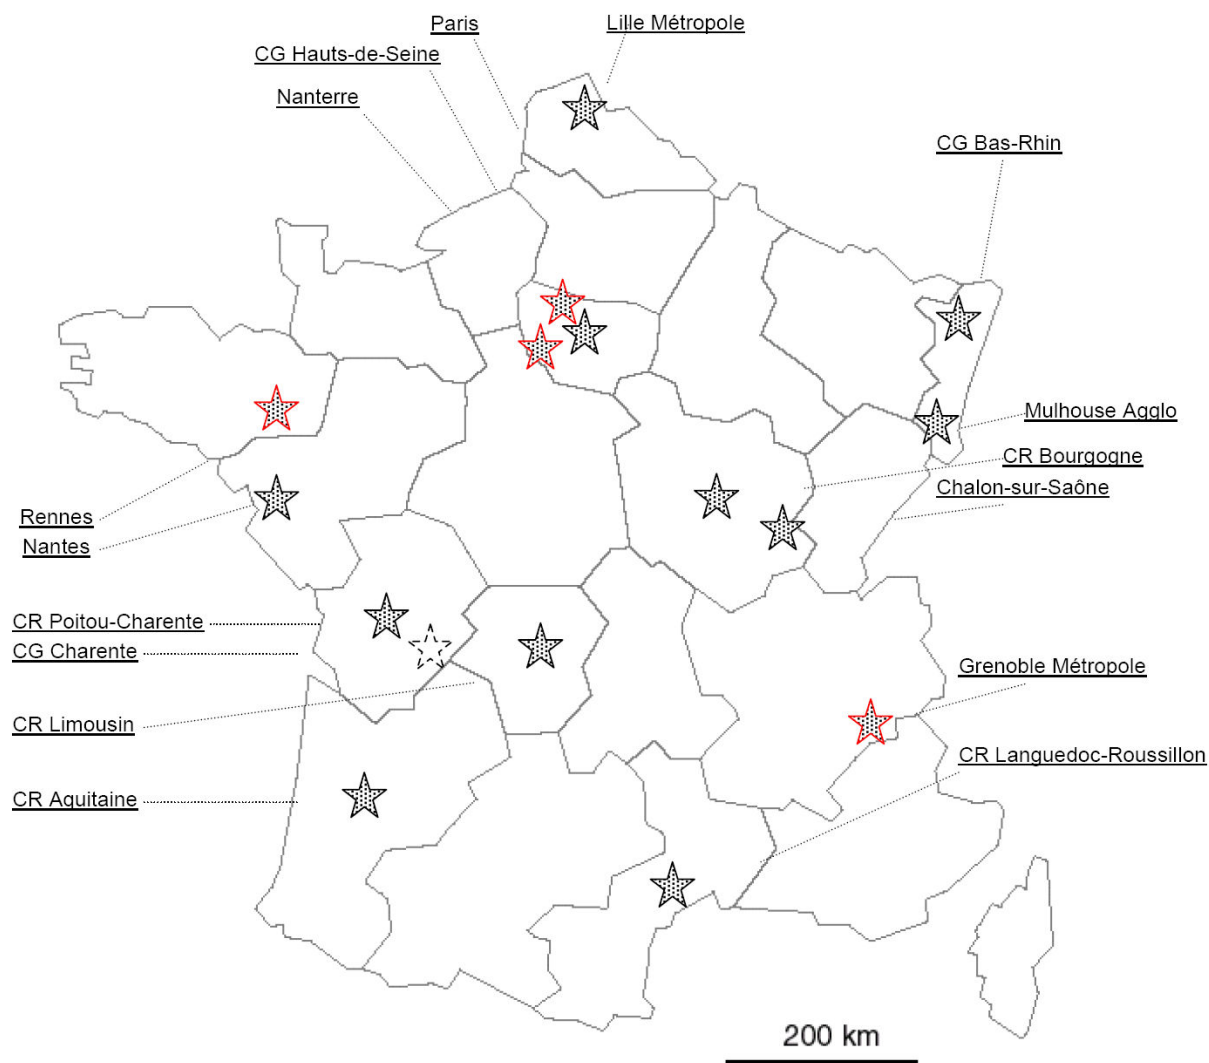 Paris
Lille Métropole
CG Hauts-de-Seine
Nanterre
CG Bas-Rhin
Mulhouse Agglo
CR Bourgogne
Chalon-sur-Saône
Rennes
Nantes
CR Poitou-Charente
CG Charente
Grenoble Métropole
CR Limousin
CR Languedoc-Roussillon
CR Aquitaine
200 km